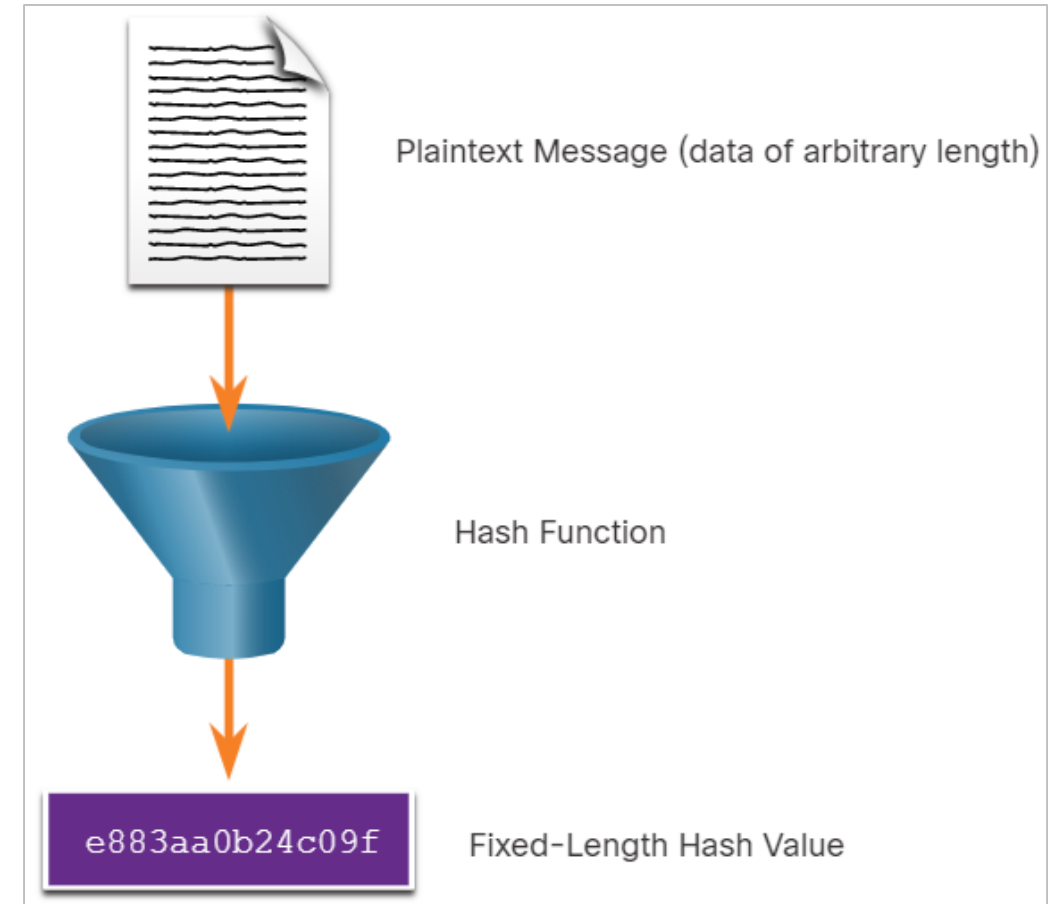 Plaintext Message (data of arbitrary length)
Hash Function
e883aa0b24c09f
Fixed-Length Hash Value